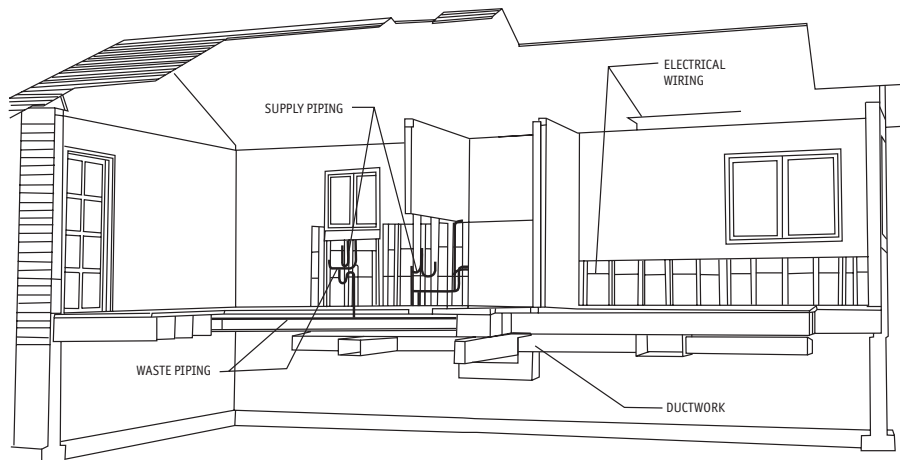 ELECTRICAL
WIRING
SUPPLY PIPING
WASTE PIPING
DUCTWORK